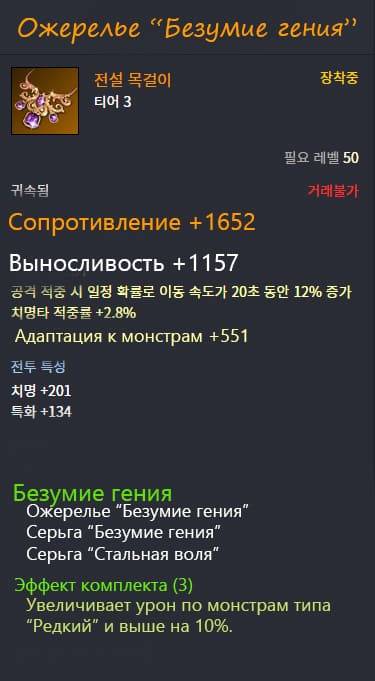 Ожерелье “Безумие гения”
전설 목걸이 장착중
티어 3
필요 레벨 50
귀속됨 거래불가
Сопротивление +1652
Выносливость +1157
공격 적중 시 일정 확률로 이동 속도가 20초 동안 12% 증가
치명타 적중률 +2.8%
Адаптация к монстрам +551
전투 특성
치명 +201
특화 +134
Безумие гения
Ожерелье “Безумие гения”
Серьга “Безумие гения”
Серьга “Стальная воля”
Эффект комплекта (3)
Увеличивает урон по монстрам типа
“Редкий” и выше на 10%.